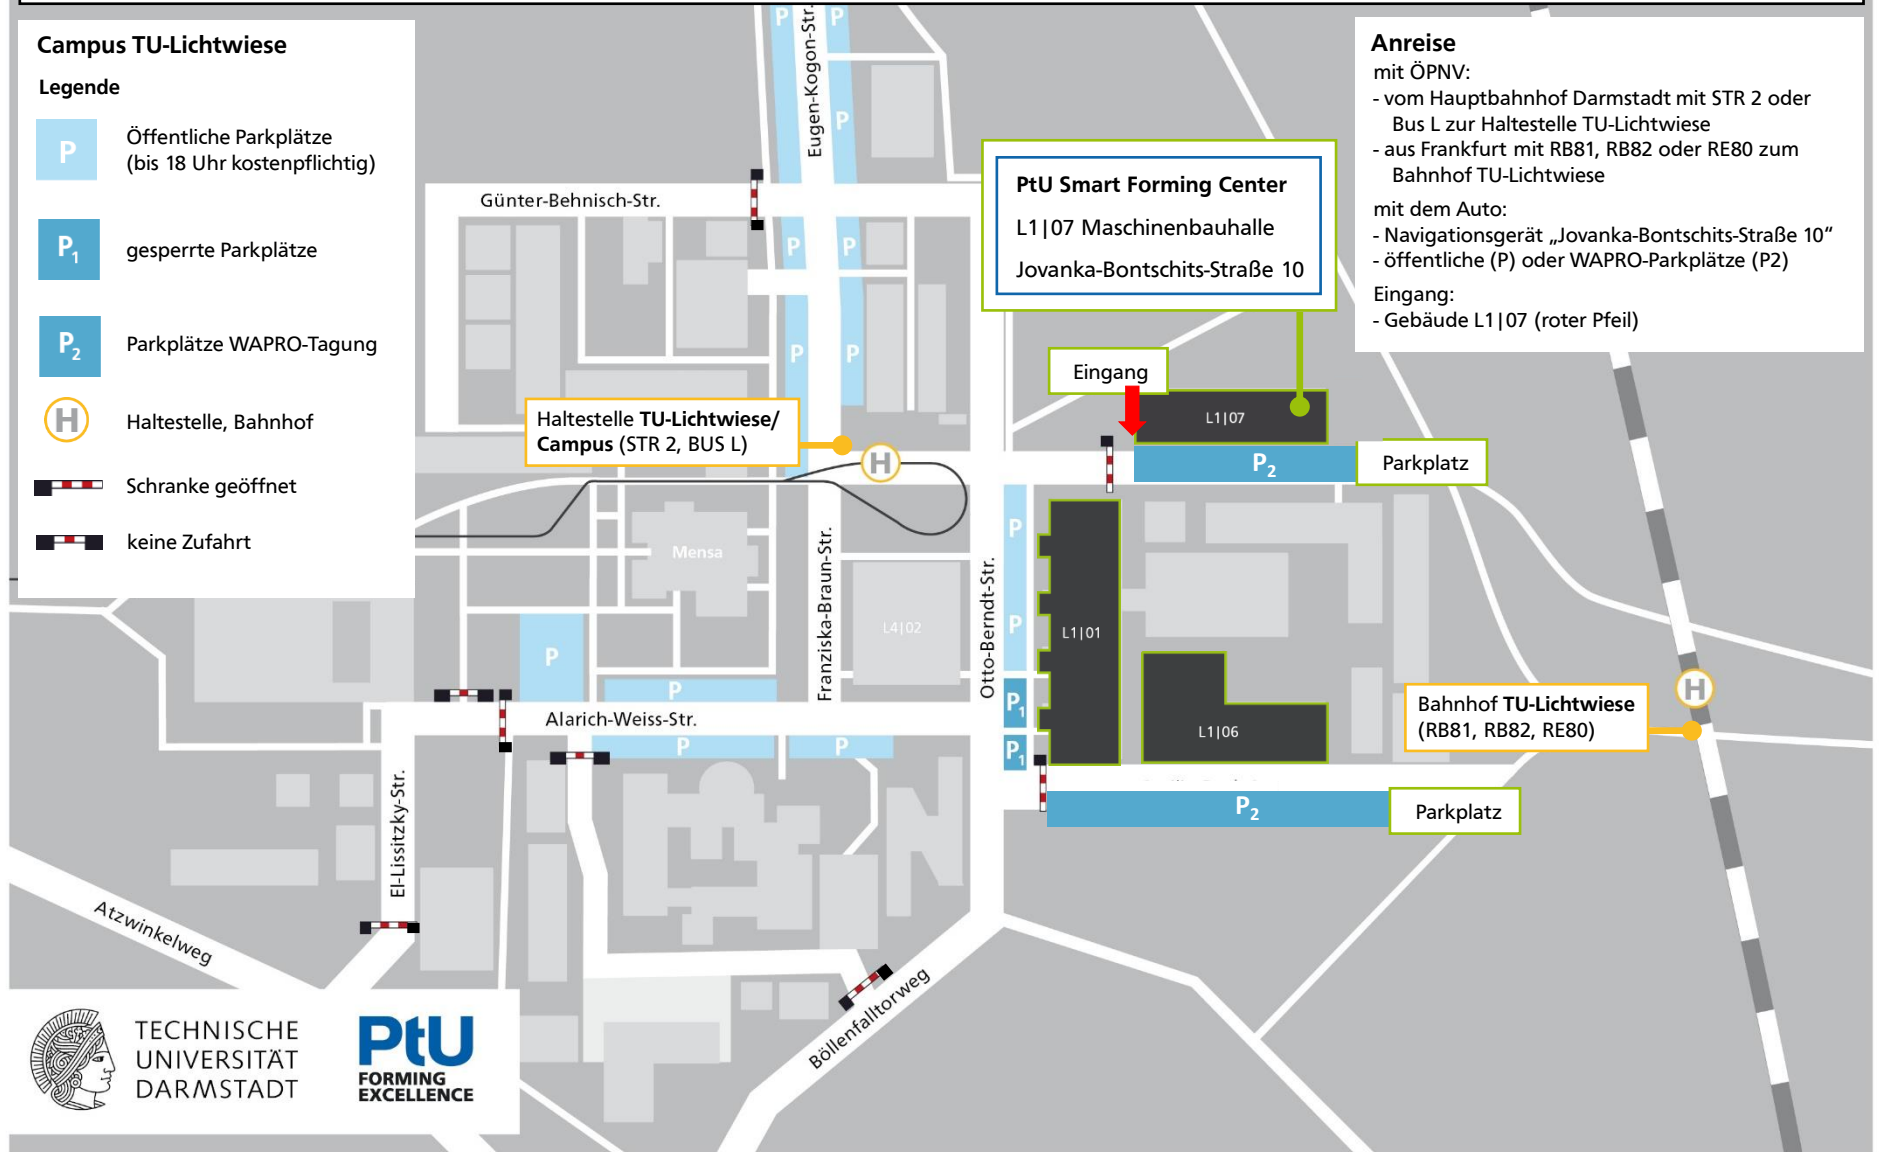 Campus TU-Lichtwiese
Legende
P
Öffentliche Parkplätze
(bis 18 Uhr kostenpflichtig)
P1
gesperrte Parkplätze
P2
Parkplätze WAPRO-Tagung
H
Haltestelle, Bahnhof
Schranke geöffnet
keine Zufahrt
Anreise
mit ÖPNV:
- vom Hauptbahnhof Darmstadt mit STR 2 oder
Bus L zur Haltestelle TU-Lichtwiese
- aus Frankfurt mit RB81, RB82 oder RE80 zum
Bahnhof TU-Lichtwiese
mit dem Auto:
- Navigationsgerät „Jovanka-Bontschits-Straße 10“
- öffentliche (P) oder WAPRO-Parkplätze (P2)
Eingang:
- Gebäude L1|07 (roter Pfeil)
P
P
Eugen-Kogon-Str.
P
Günter-Behnisch-Str.
P
P
P
P
PtU Smart Forming Center
L1|07 Maschinenbauhalle
Jovanka-Bontschits-Straße 10
Eingang
L1|07
Haltestelle TU-Lichtwiese/
Campus (STR 2, BUS L)
H
P2
Parkplatz
Mensa
Franziska-Braun-Str.
L4|02
Otto-Berndt-Str.
P
P
L1|01
P
P
P1
P1
L1|06
Bahnhof TU-Lichtwiese
(RB81, RB82, RE80)
H
Alarich-Weiss-Str.
P
P
P2
Parkplatz
El-Lissitzky-Str.
Atzwinkelweg
Böllenfalltorweg
TECHNISCHE
UNIVERSITÄT
DARMSTADT
PtU
FORMING
EXCELLENCE